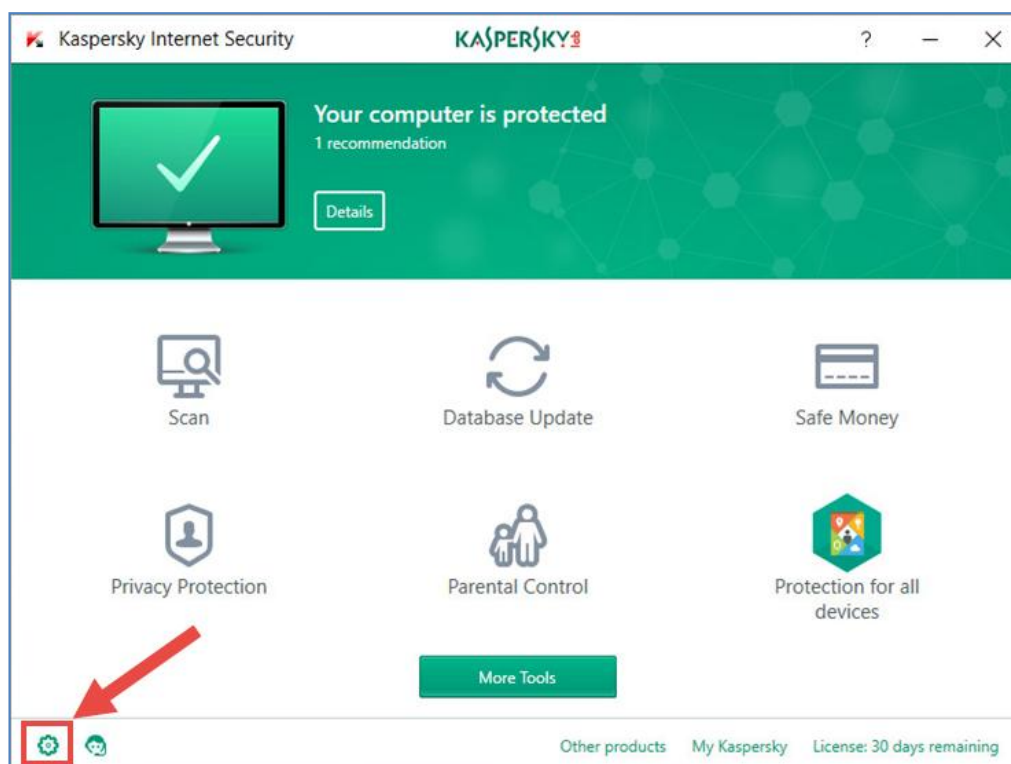 Kaspersky Internet Security
KASPERSKY lab
?
Your computer is protected
1 recommendation
Details
Scan
Database Update
Safe Money
Privacy Protection
Parental Control
Protection for all
devices
More Tools
Other products My Kaspersky License: 30 days remaining